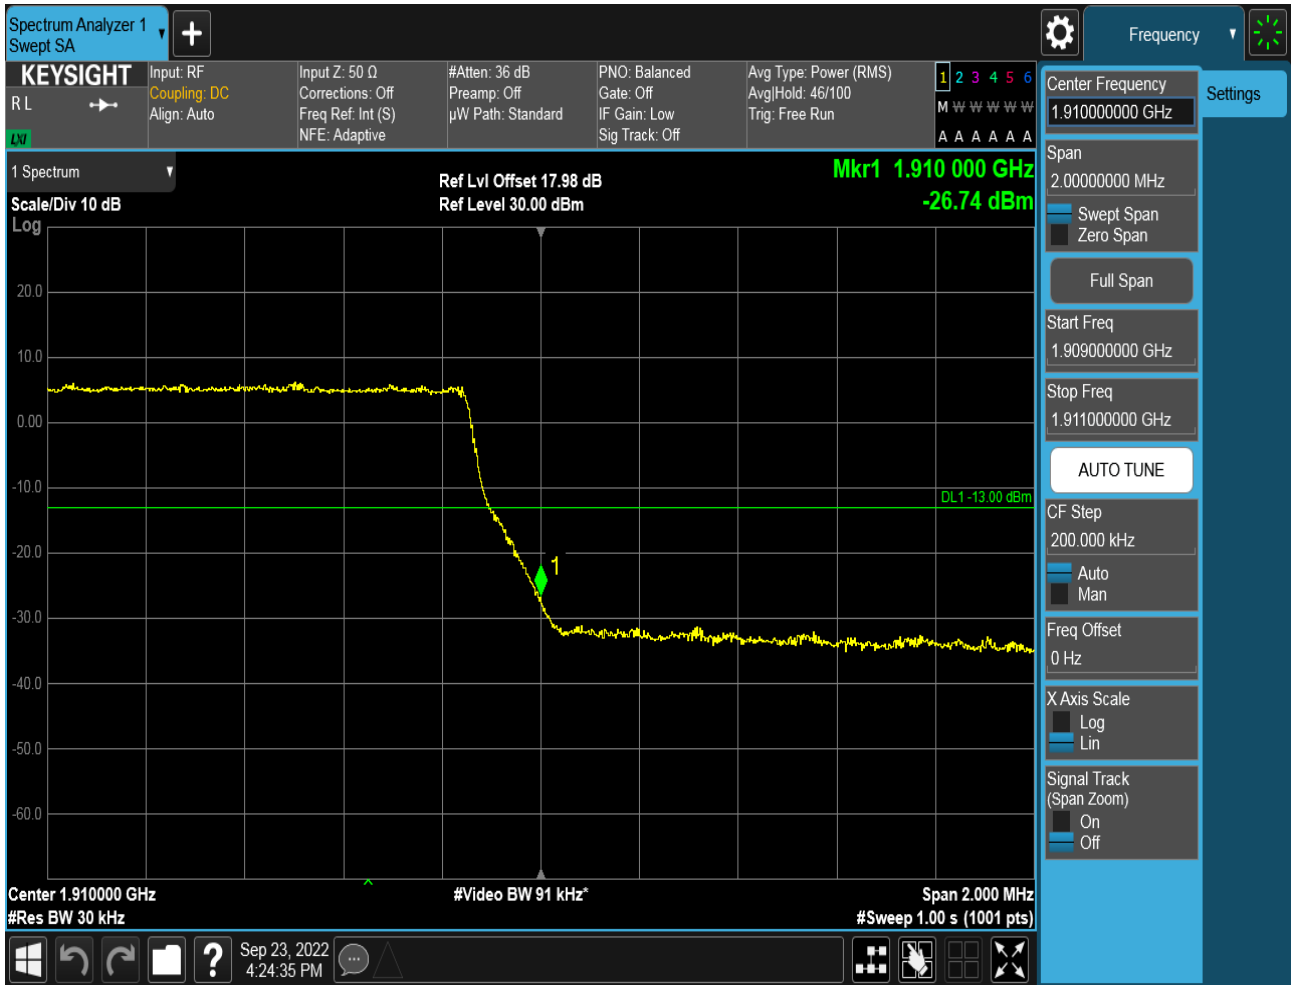 Spectrum Analyzer 1
Swept SA
Frequency
KEYSIGHT
R L
LXI
Input: RF
Coupling: DC
Align: Auto
Input Z: 50 Ω
Corrections: Off
Freq Ref: Int (S)
NFE: Adaptive
#Atten: 36 dB
Preamp: Off
µW Path: Standard
PNO: Balanced
Gate: Off
IF Gain: Low
Sig Track: Off
Avg Type: Power (RMS)
Avg|Hold: 46/100
Trig: Free Run
1 2 3 4 5 6
M W W W W W
A A A A A A
1 Spectrum
Scale/Div 10 dB
Log
Ref Lvl Offset 17.98 dB
Ref Level 30.00 dBm
Mkr1 1.910 000 GHz
-26.74 dBm
20.0
10.0
0.00
-10.0
-20.0
-30.0
-40.0
-50.0
-60.0
DL1 -13.00 dBm
1
Center 1.910000 GHz
#Res BW 30 kHz
#Video BW 91 kHz*
Span 2.000 MHz
#Sweep 1.00 s (1001 pts)
Center Frequency
1.910000000 GHz
Settings
Span
2.00000000 MHz
Swept Span
Zero Span
Full Span
Start Freq
1.909000000 GHz
Stop Freq
1.911000000 GHz
AUTO TUNE
CF Step
200.000 kHz
Auto
Man
Freq Offset
0 Hz
X Axis Scale
Log
Lin
Signal Track
(Span Zoom)
On
Off
?
Sep 23, 2022
4:24:35 PM